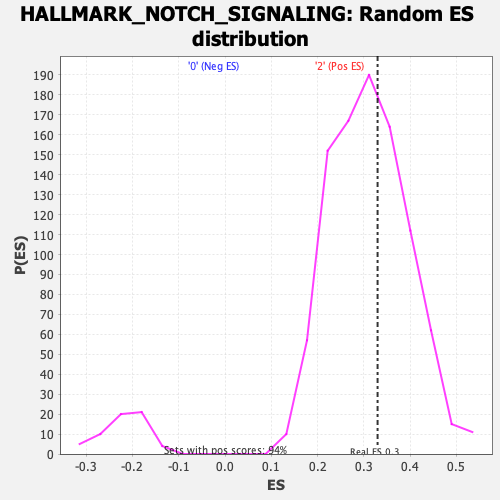 HALLMARK_NOTCH_SIGNALING: Random ES
distribution
'0' (Neg ES)
'2' (Pos ES)
190
180
170
160
150
140
130
120
110
100
90
80
70
60
50
40
30
20
10
0
P(ES)
Sets with pos scores: 94%
Real ES 0.3
-0.3 -0.2 -0.1 0.0 0.1 0.2 0.3 0.4 0.5
ES